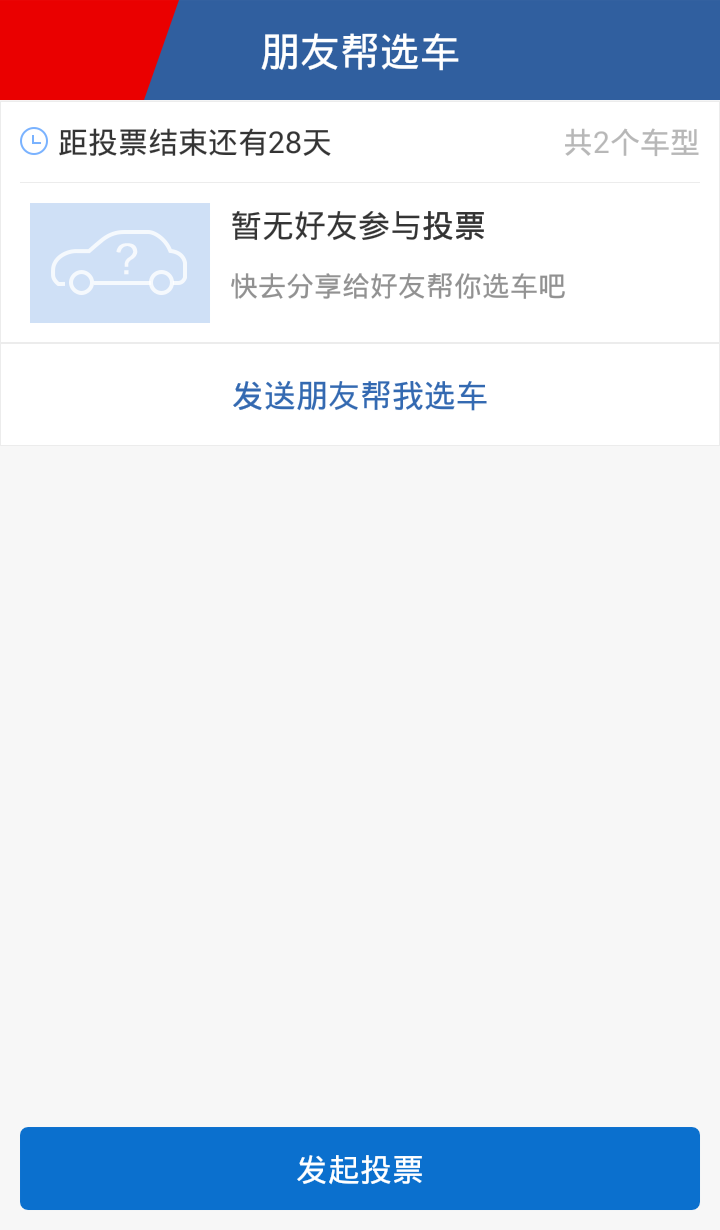 朋友帮选车
距投票结束还有28天
共2个车型
?
暂无好友参与投票
快去分享给好友帮你选车吧
发送朋友帮我选车
发起投票